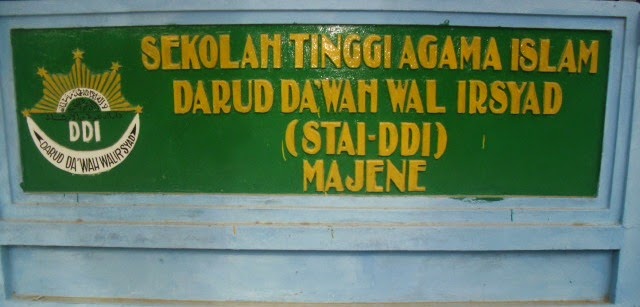 SEKOLAH TINGGI AGAMA ISLAM
DARUD DA'WAH WAL IRSYAD
(STAI-DDI)
MAJENE
DDI
DARUD DA'WAH WAL IRSYAD